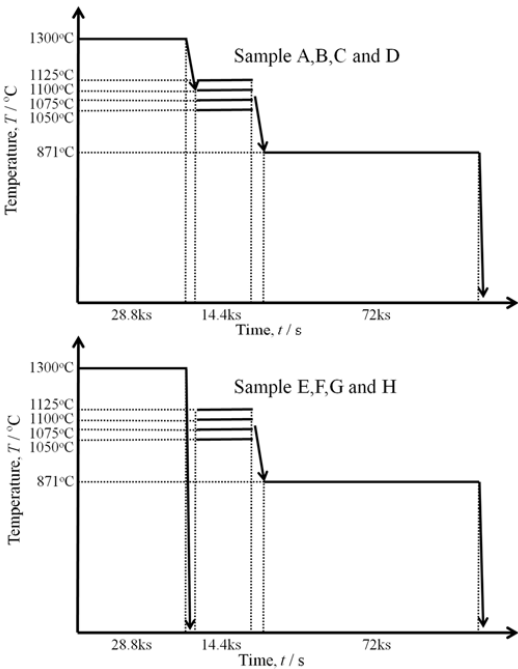 1300°C
Sample A,B,C and D
1125°C
1100°C
1075°C
1050°C
871°C
Temperature, T / °C
28.8ks 14.4ks 72ks
Time, t / s
1300°C
Sample E,F,G and H
1125°C
1100°C
1075°C
1050°C
871°C
Temperature, T / °C
28.8ks 14.4ks 72ks
Time, t / s